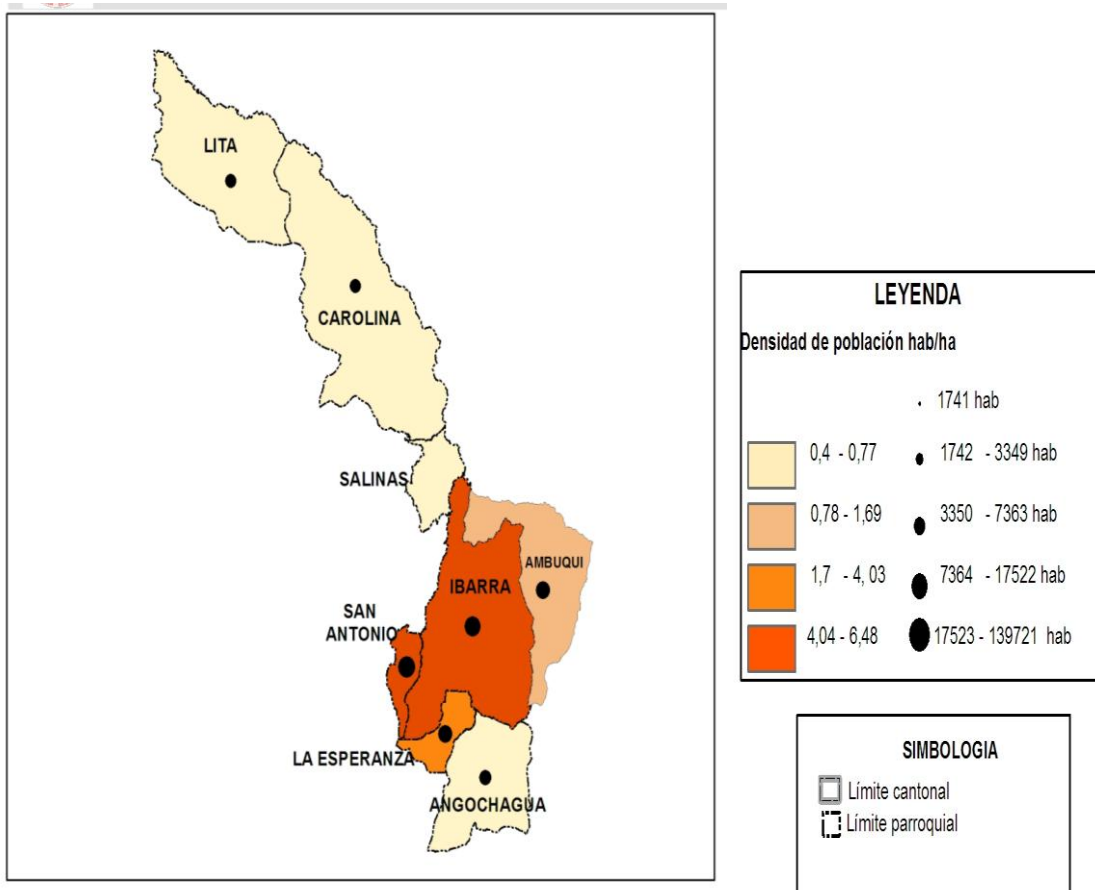 LITA
CAROLINA
SALINAS
AMBUQUI
IBARRA
SAN
ANTONIO
LA ESPERANZA
ANGOCHAGUA
LEYENDA
Densidad de población hab/ha
1741 hab
0,4 - 0,77
1742 - 3349 hab
0,78 - 1,69
3350 - 7363 hab
1,7 - 4, 03
7364 - 17522 hab
4,04 - 6,48
17523 - 139721 hab
SIMBOLOGIA
Límite cantonal
Límite parroquial